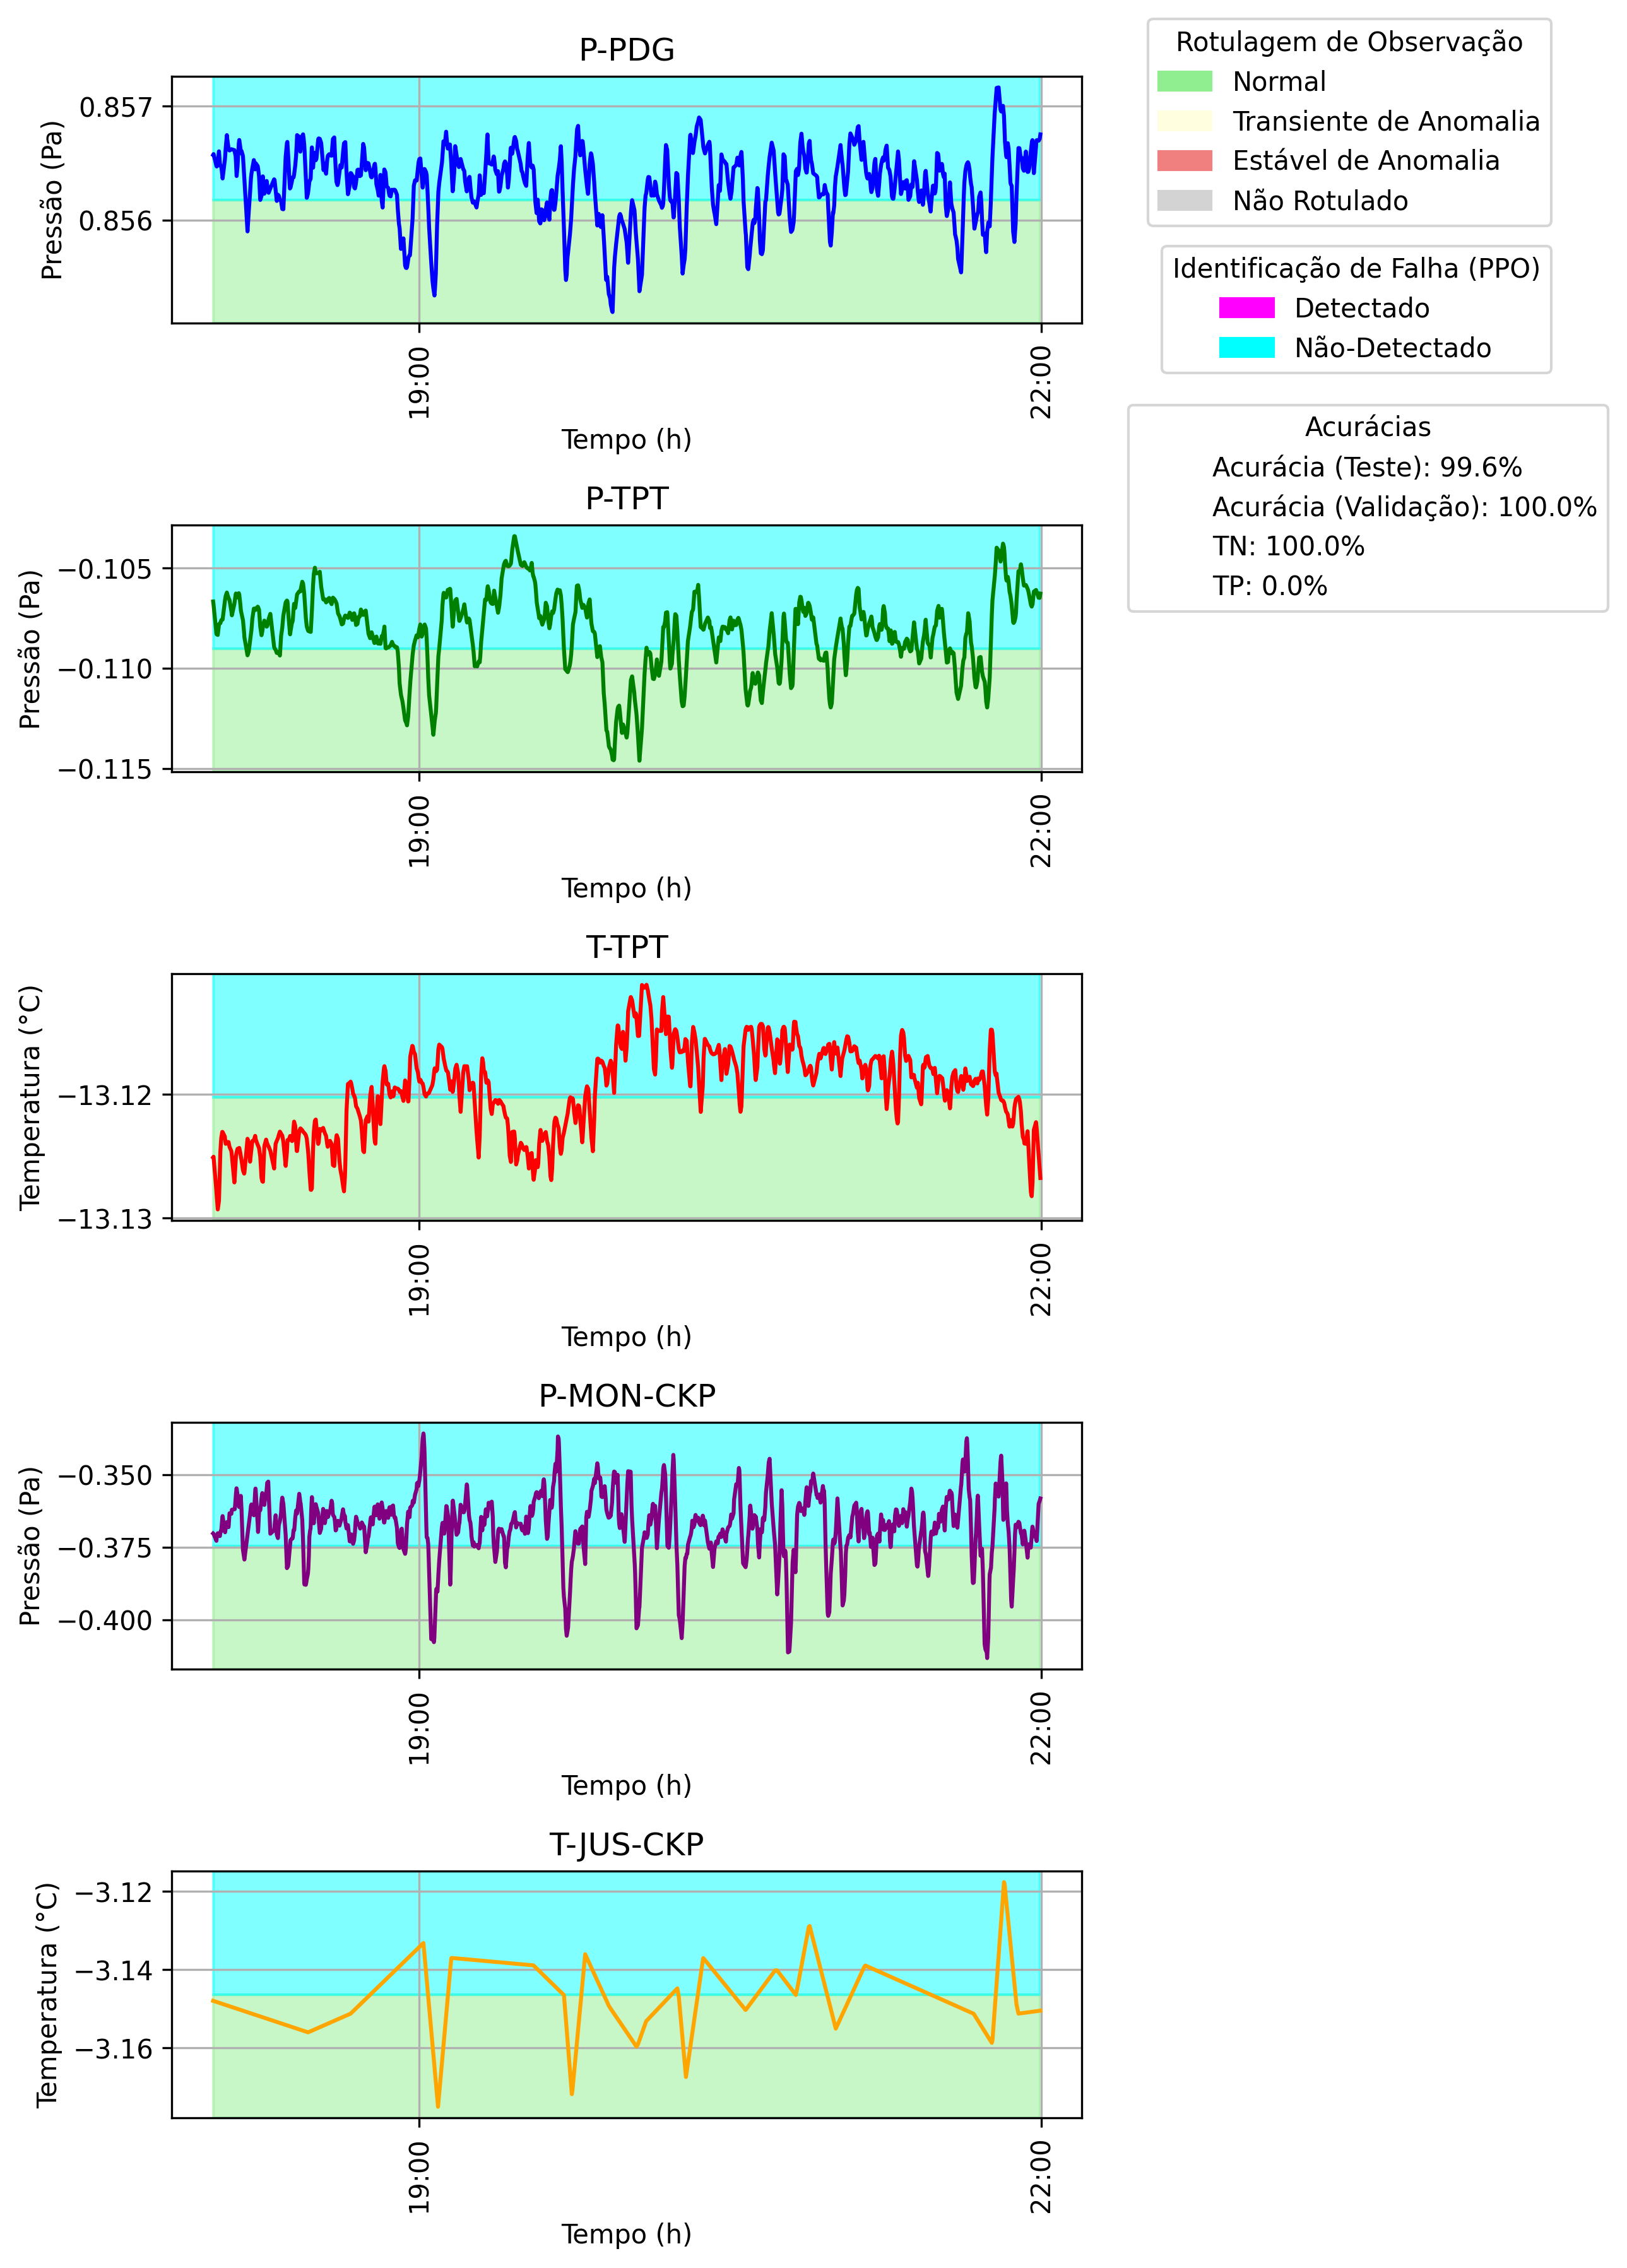 P-PDG
Pressão (Pa)
0.857
0.856
19:00
22:00
Tempo (h)
P-TPT
Pressão (Pa)
−0.105
−0.110
−0.115
19:00
22:00
Tempo (h)
T-TPT
Temperatura (°C)
−13.12
−13.13
19:00
22:00
Tempo (h)
P-MON-CKP
Pressão (Pa)
−0.350
−0.375
−0.400
19:00
22:00
Tempo (h)
T-JUS-CKP
Temperatura (°C)
−3.12
−3.14
−3.16
19:00
22:00
Tempo (h)
Rotulagem de Observação
Normal
Transiente de Anomalia
Estável de Anomalia
Não Rotulado
Identificação de Falha (PPO)
Detectado
Não-Detectado
Acurácias
Acurácia (Teste): 99.6%
Acurácia (Validação): 100.0%
TN: 100.0%
TP: 0.0%